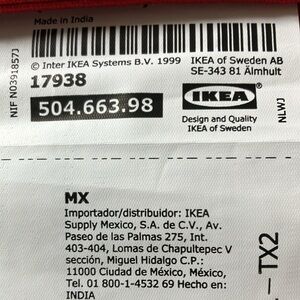 Made in India
© Inter IKEA Systems B.V. 1999
17938
504.663.98
NIF N03918573
IKEA of Sweden AB
SE-343 81 Älmhult
IKEA
Design and Quality
IKEA of Sweden
NLWJ
MX
Importador/distribuidor: IKEA
Supply Mexico, S.A. de C.V., Av.
Paseo de las Palmas 275, Int.
403-404, Lomas de Chapultepec V
sección, Miguel Hidalgo C.P.:
11000 Ciudad de México, México,
Tel. 01 800-1-4532 69 Hecho en:
INDIA
- TX2